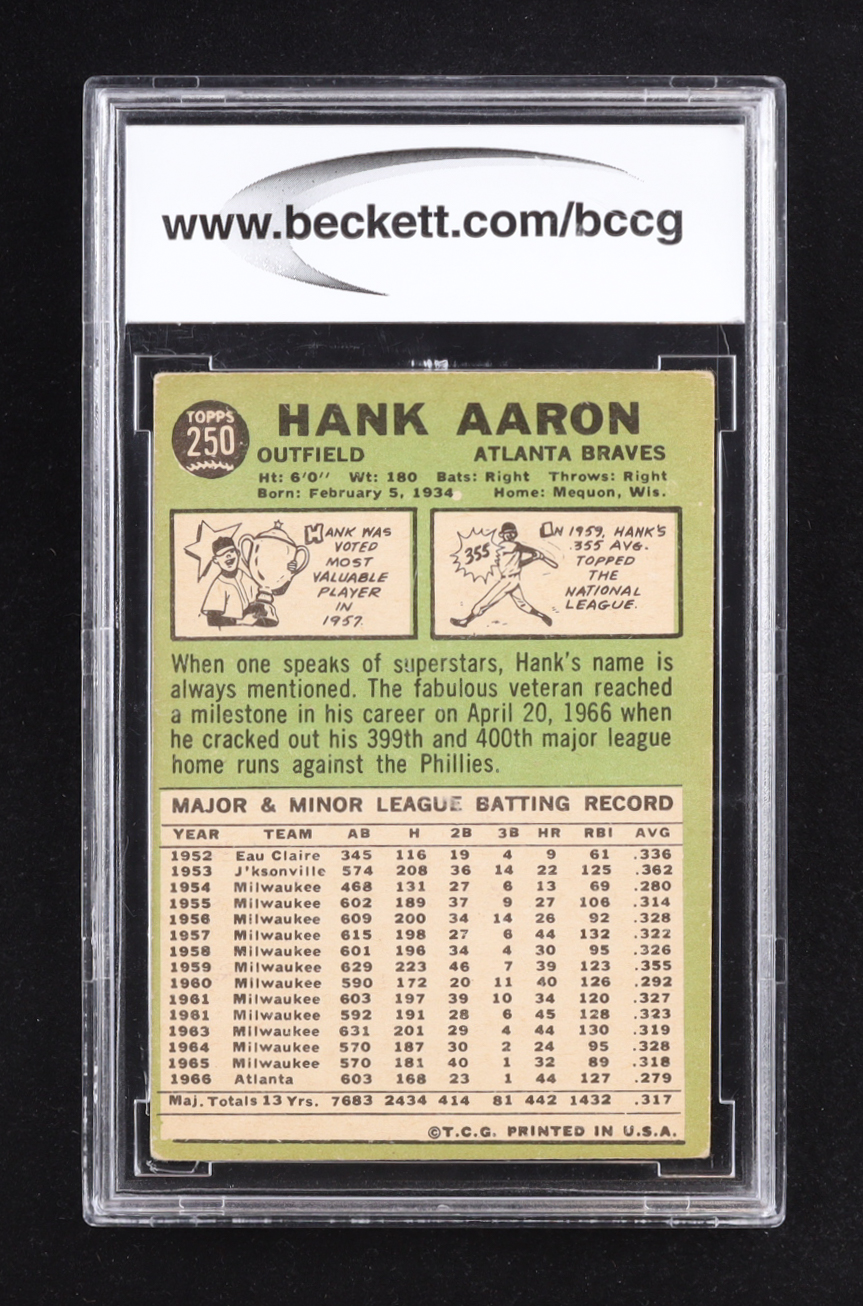 www.beckett.com/bccg
TOPPS
250
HANK AARON
OUTFIELD ATLANTA BRAVES
Ht: 6'0'' Wt: 180 Bats: Right Throws: Right
Born: February 5, 1934 Home: Mequon, Wis.
HANK WAS
VOTED
MOST
VALUABLE
PLAYER
IN
1957.
355
IN 1959, HANK'S
.355 AVG.
TOPPED
THE
NATIONAL
LEAGUE.
When one speaks of superstars, Hank's name is
always mentioned. The fabulous veteran reached
a milestone in his career on April 20, 1966 when
he cracked out his 399th and 400th major league
home runs against the Phillies.
MAJOR & MINOR LEAGUE BATTING RECORD
YEAR TEAM AB H 2B 3B HR RBI AVG
1952 Eau Claire 345 116 19 4 9 61 .336
1953 J'ksonville 574 208 36 14 22 125 .362
1954 Milwaukee 468 131 27 6 13 69 .280
1955 Milwaukee 602 189 37 9 27 106 .314
1956 Milwaukee 609 200 34 14 26 92 .328
1957 Milwaukee 615 198 27 6 44 132 .322
1958 Milwaukee 601 196 34 4 30 95 .326
1959 Milwaukee 629 223 46 7 39 123 .355
1960 Milwaukee 590 172 20 11 40 126 .292
1961 Milwaukee 603 197 39 10 34 120 .327
1961 Milwaukee 592 191 28 6 45 128 .323
1963 Milwaukee 631 201 29 4 44 130 .319
1964 Milwaukee 570 187 30 2 24 95 .328
1965 Milwaukee 570 181 40 1 32 89 .318
1966 Atlanta 603 168 23 1 44 127 .279
Maj. Totals 13 Yrs. 7683 2434 414 81 442 1432 .317
©T.C.G. PRINTED IN U.S.A.